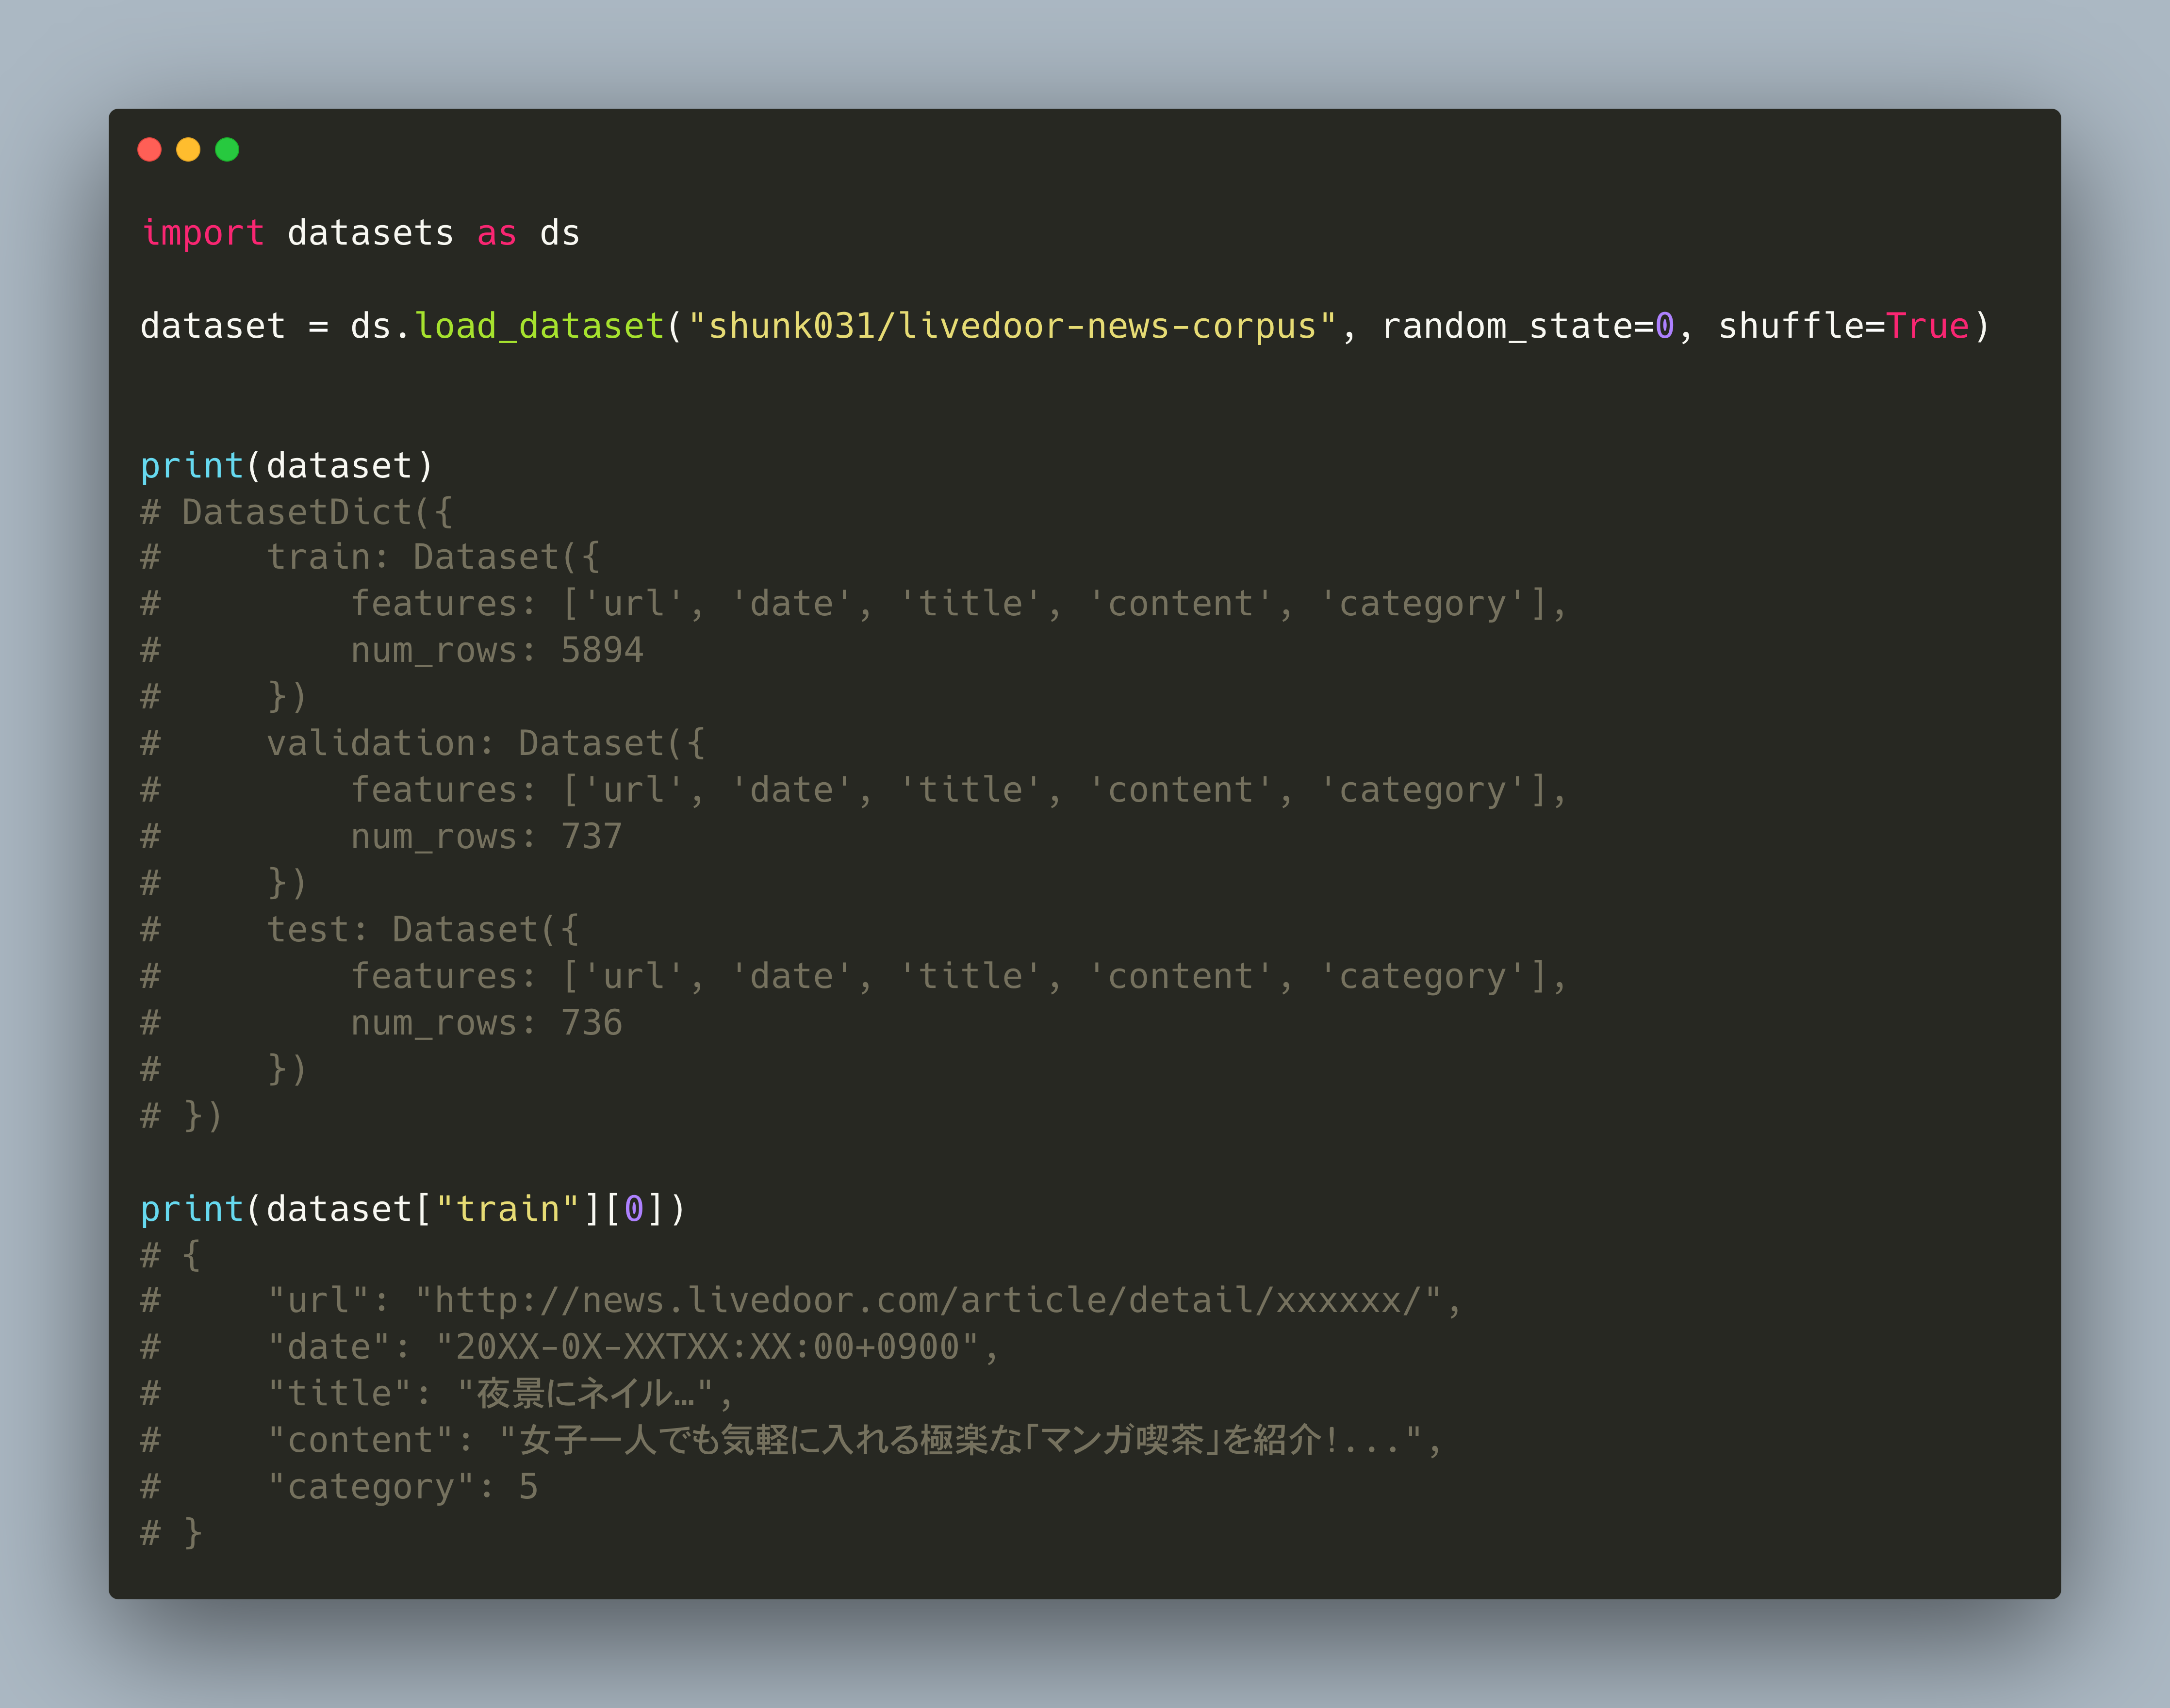 import datasets as ds
dataset = ds.load_dataset("shunk031/livedoor-news-corpus", random_state=0, shuffle=True)
print(dataset)
# DatasetDict({
#     train: Dataset({
#         features: ['url', 'date', 'title', 'content', 'category'],
#         num_rows: 5894
#     })
#     validation: Dataset({
#         features: ['url', 'date', 'title', 'content', 'category'],
#         num_rows: 737
#     })
#     test: Dataset({
#         features: ['url', 'date', 'title', 'content', 'category'],
#         num_rows: 736
#     })
# })
print(dataset["train"][0])
# {
#     "url": "http://news.livedoor.com/article/detail/xxxxxx/",
#     "date": "20XX-0X-XXTXX:XX:00+0900",
#     "title": "夜景にネイル…",
#     "content": "女子一人でも気軽に入れる極楽な「マンガ喫茶」を紹介!...",
#     "category": 5
# }